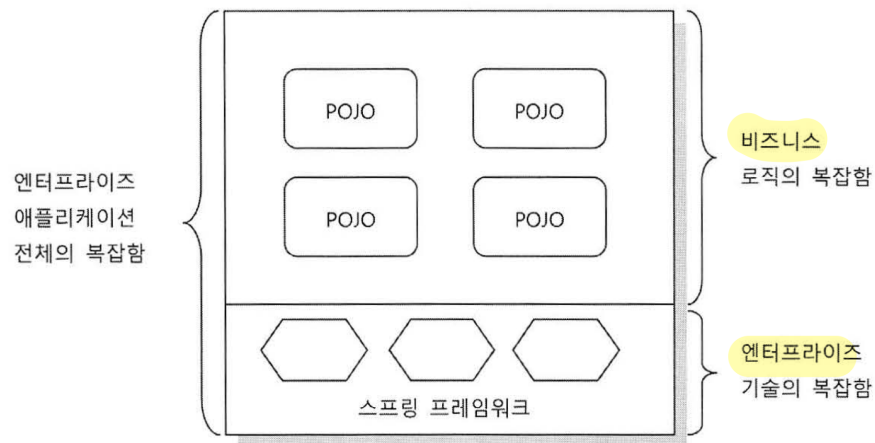 엔터프라이즈
애플리케이션
전체의 복잡함
POJO
POJO
POJO
POJO
스프링 프레임워크
비즈니스
로직의 복잡함
엔터프라이즈
기술의 복잡함